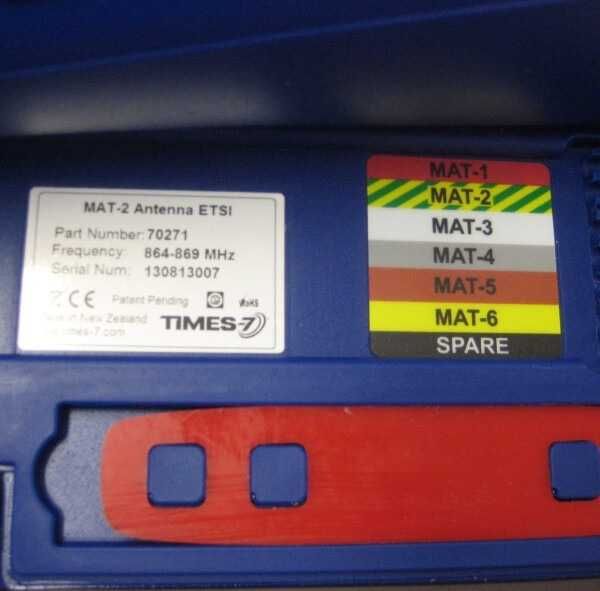 MAT-2 Antenna ETSI
Part Number: 70271
Frequency: 864-869 MHz
Serial Num: 130813007
CE Patent Pending RoHS
in New Zealand
times-7.com
TIMES-7
MAT-1
MAT-2
MAT-3
MAT-4
MAT-5
MAT-6
SPARE